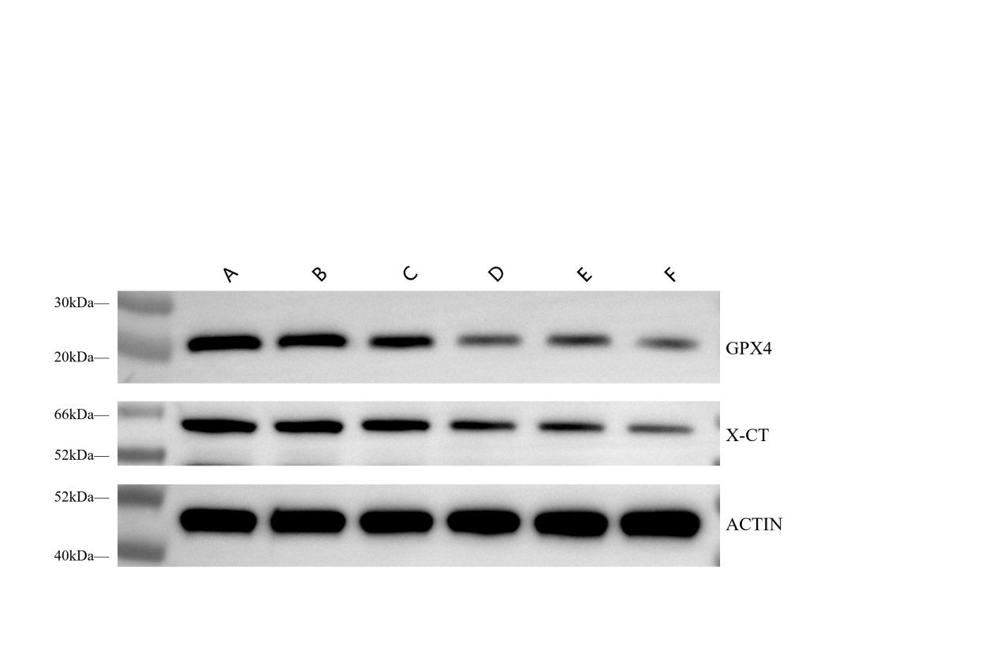 A B C D E F
30kDa—
20kDa—
GPX4
66kDa—
52kDa—
X-CT
52kDa—
40kDa—
ACTIN